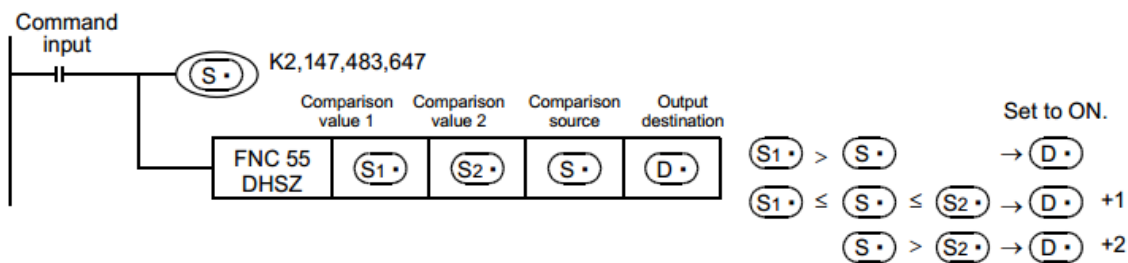 Command
input
S・ K2,147,483,647
Comparison value 1 Comparison value 2 Comparison source Output destination
FNC 55 DHSZ S1・ S2・ S・ D・
Set to ON.
S1・ > S・ → D・
S1・ ≤ S・ ≤ S2・ → D・ +1
S・ > S2・ → D・ +2